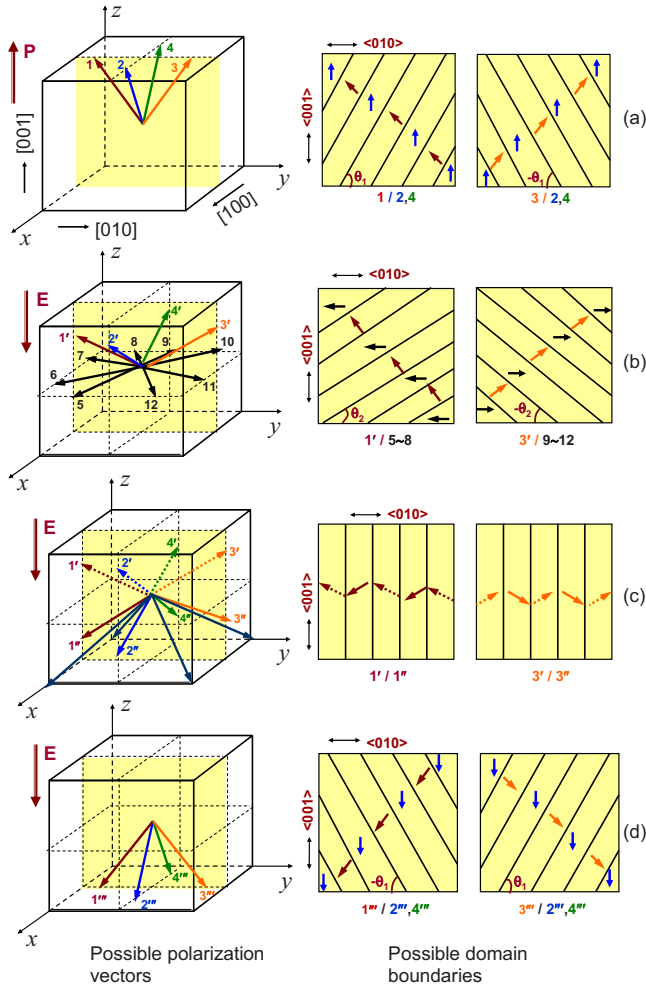 z
<010>
P
1
2
4
3
[001]
<001>
(a)
y
[100]
θ1
-θ1
x
[010]
1 / 2,4
3 / 2,4
z
<010>
E
4′
1′
2′
8
9
3′
10
7
6
11
5
12
<001>
(b)
y
θ2
-θ2
x
1′ / 5~8
3′ / 9~12
z
<010>
E
1′
2′
4′
3′
<001>
(c)
1″
2″
4″
3″
y
x
1′ / 1″
3′ / 3″
z
<010>
E
<001>
(d)
y
1‴
2‴
4‴
3‴
-θ1
θ1
x
1‴ / 2‴,4‴
3‴ / 2‴,4‴
Possible polarization
vectors
Possible domain
boundaries